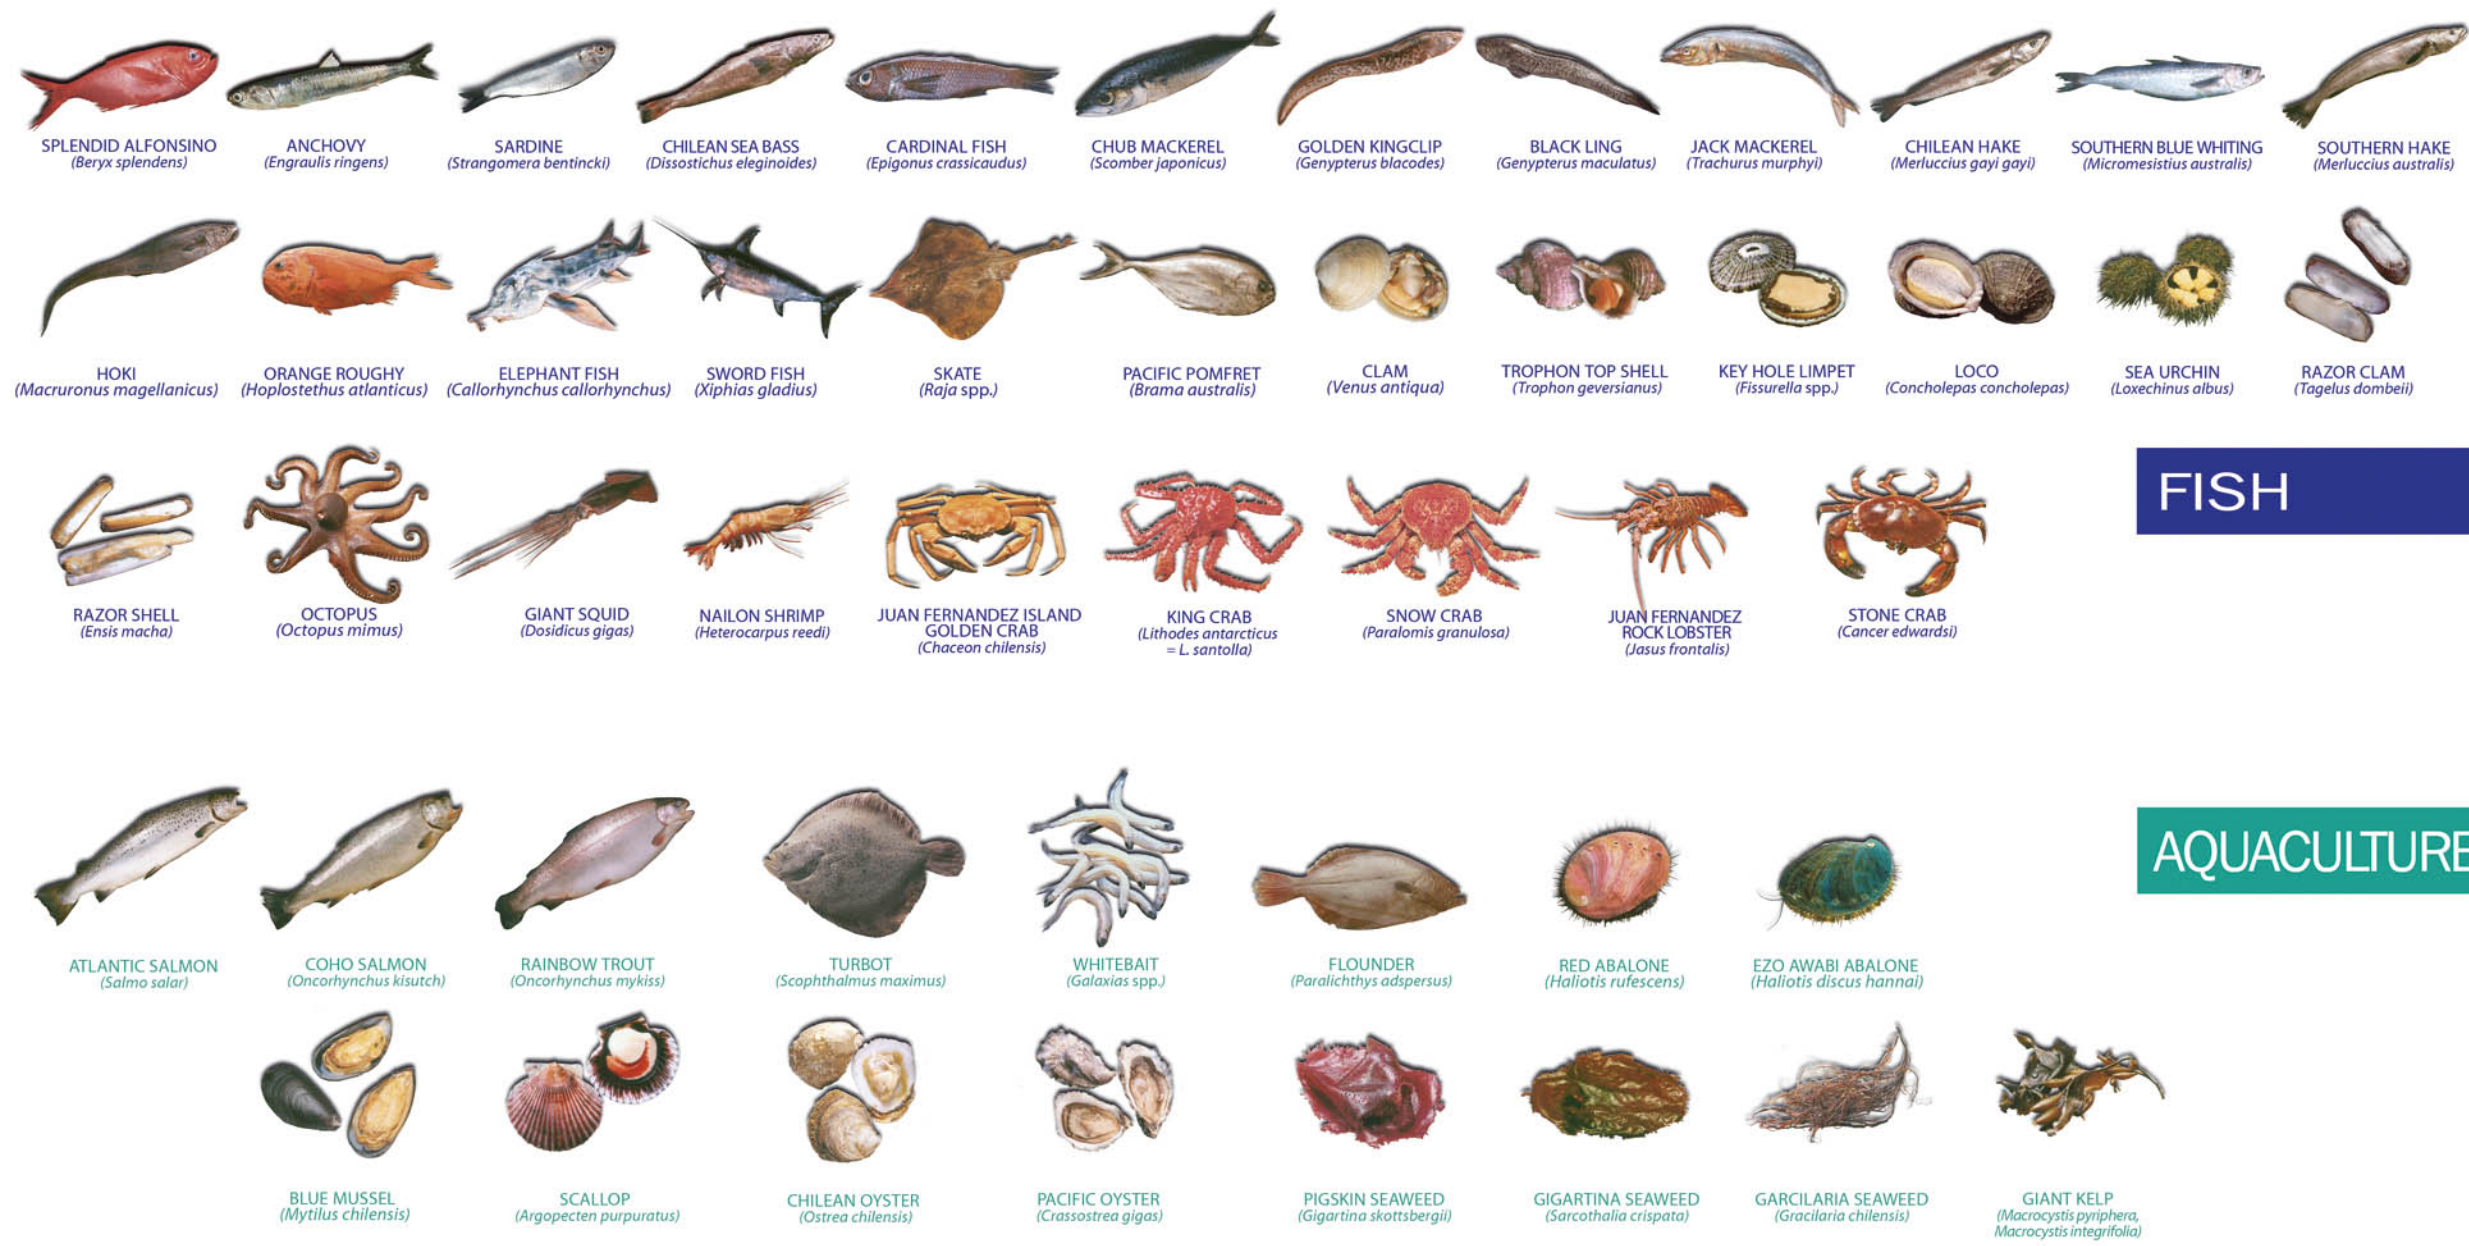 SPLENDID ALFONSINO
(Beryx splendens)
ANCHOVY
(Engraulis ringens)
SARDINE
(Strangomera bentincki)
CHILEAN SEA BASS
(Dissostichus eleginoides)
CARDINAL FISH
(Epigonus crassicaudus)
CHUB MACKEREL
(Scomber japonicus)
GOLDEN KINGCLIP
(Genypterus blacodes)
BLACK LING
(Genypterus maculatus)
JACK MACKEREL
(Trachurus murphyi)
CHILEAN HAKE
(Merluccius gayi gayi)
SOUTHERN BLUE WHITING
(Micromesistius australis)
SOUTHERN HAKE
(Merluccius australis)
HOKI
(Macruronus magellanicus)
ORANGE ROUGHY
(Hoplostethus atlanticus)
ELEPHANT FISH
(Callorhynchus callorhynchus)
SWORD FISH
(Xiphias gladius)
SKATE
(Raja spp.)
PACIFIC POMFRET
(Brama australis)
CLAM
(Venus antiqua)
TROPHON TOP SHELL
(Trophon geversianus)
KEY HOLE LIMPET
(Fissurella spp.)
LOCO
(Concholepas concholepas)
SEA URCHIN
(Loxechinus albus)
RAZOR CLAM
(Tagelus dombeii)
FISH
RAZOR SHELL
(Ensis macha)
OCTOPUS
(Octopus mimus)
GIANT SQUID
(Dosidicus gigas)
NAILON SHRIMP
(Heterocarpus reedi)
JUAN FERNANDEZ ISLAND
GOLDEN CRAB
(Chaceon chilensis)
KING CRAB
(Lithodes antarcticus
= L. santolla)
SNOW CRAB
(Paralomis granulosa)
JUAN FERNANDEZ
ROCK LOBSTER
(Jasus frontalis)
STONE CRAB
(Cancer edwardsi)
AQUACULTURE
ATLANTIC SALMON
(Salmo salar)
COHO SALMON
(Oncorhynchus kisutch)
RAINBOW TROUT
(Oncorhynchus mykiss)
TURBOT
(Scophthalmus maximus)
WHITEBAIT
(Galaxias spp.)
FLOUNDER
(Paralichthys adspersus)
RED ABALONE
(Haliotis rufescens)
EZO AWABI ABALONE
(Haliotis discus hannai)
BLUE MUSSEL
(Mytilus chilensis)
SCALLOP
(Argopecten purpuratus)
CHILEAN OYSTER
(Ostrea chilensis)
PACIFIC OYSTER
(Crassostrea gigas)
PIGSKIN SEAWEED
(Gigartina skottsbergii)
GIGARTINA SEAWEED
(Sarcothalia crispata)
GARCILARIA SEAWEED
(Gracilaria chilensis)
GIANT KELP
(Macrocystis pyriphera,
Macrocystis integrifolia)